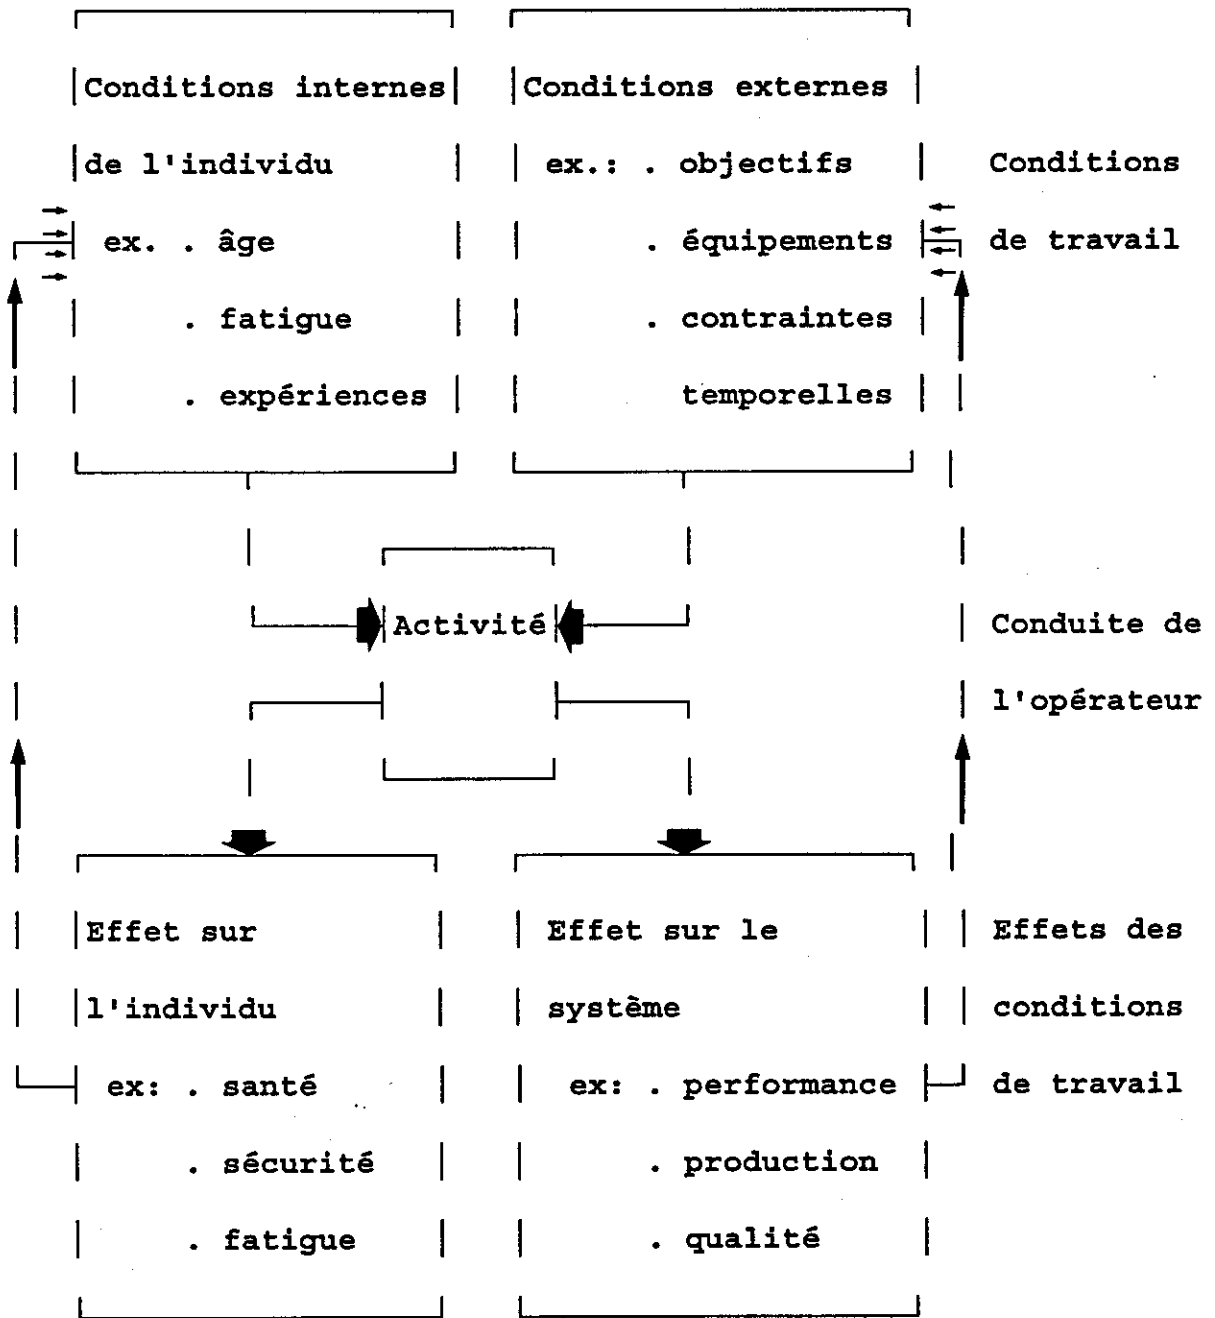 Conditions internes
de l'individu
ex. . âge
. fatigue
. expériences
Conditions externes
ex.: . objectifs
. équipements
. contraintes
temporelles
Conditions
de travail
Activité
Conduite de
l'opérateur
Effet sur
l'individu
ex: . santé
. sécurité
. fatigue
Effet sur le
système
ex: . performance
. production
. qualité
Effets des
conditions
de travail